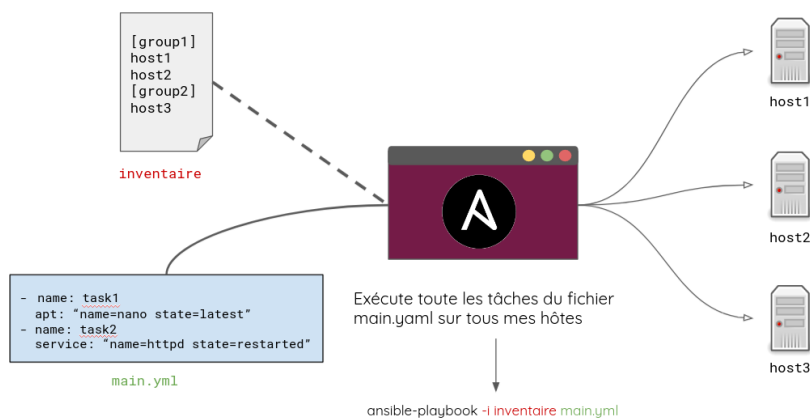 [group1]
host1
host2
[group2]
host3
inventaire
- name: task1
apt: “name=nano state=latest”
- name: task2
service: “name=httpd state=restarted”
main.yml
Exécute toute les tâches du fichier
main.yaml sur tous mes hôtes
ansible-playbook -i inventaire main.yml
host1
host2
host3